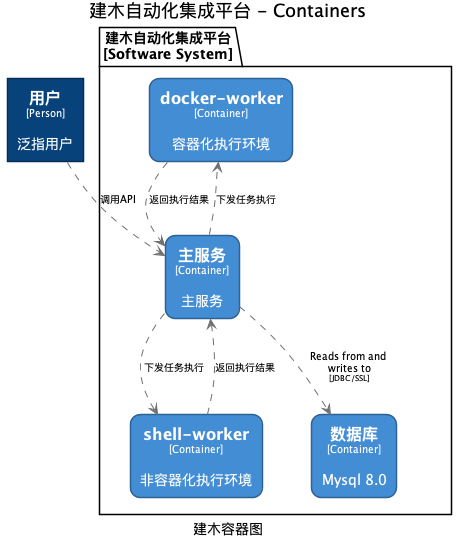 建木自动化集成平台 - Containers
建木自动化集成平台
[Software System]
用户
[Person]
泛指用户
docker-worker
[Container]
容器化执行环境
调用API
返回执行结果
下发任务执行
主服务
[Container]
主服务
下发任务执行
返回执行结果
Reads from and
writes to
[JDBC/SSL]
shell-worker
[Container]
非容器化执行环境
数据库
[Container]
Mysql 8.0
建木容器图